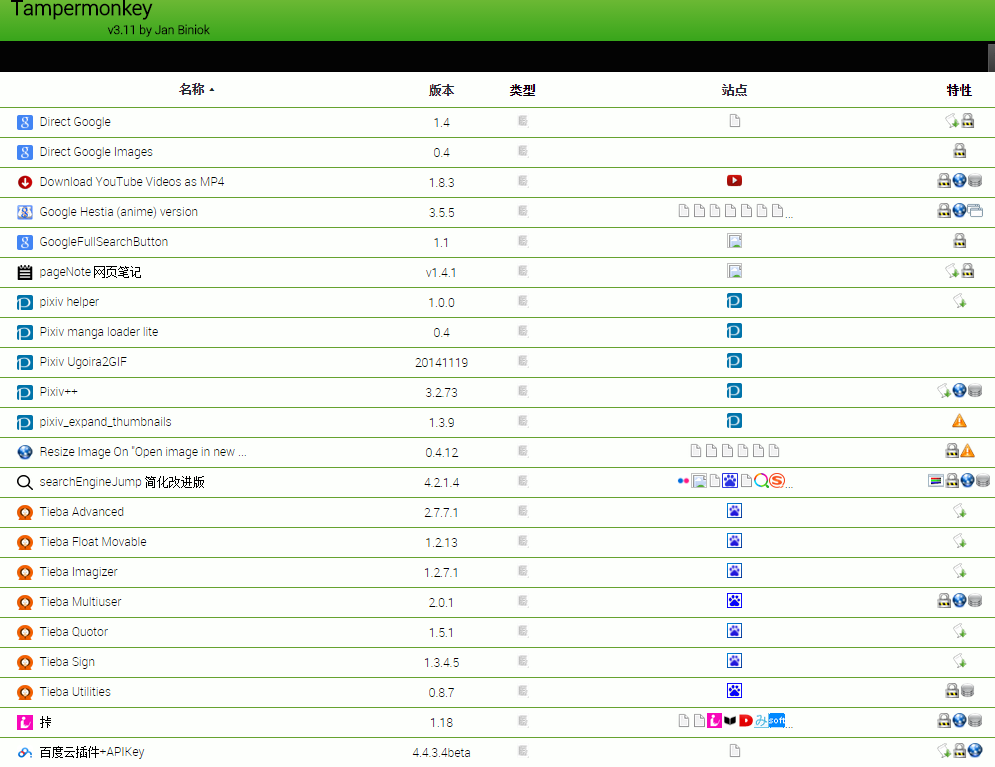 Tampermonkey
v3.11 by Jan Biniok
名称 版本 类型 站点 特性
Direct Google 1.4
Direct Google Images 0.4
Download YouTube Videos as MP4 1.8.3
Google Hestia (anime) version 3.5.5 ...
GoogleFullSearchButton 1.1
pageNote 网页笔记 v1.4.1
pixiv helper 1.0.0
Pixiv manga loader lite 0.4
Pixiv Ugoira2GIF 20141119
Pixiv++ 3.2.73
pixiv_expand_thumbnails 1.3.9
Resize Image On "Open image in new ... 0.4.12
searchEngineJump 简化改进版 4.2.1.4 ...
Tieba Advanced 2.7.7.1
Tieba Float Movable 1.2.13
Tieba Imagizer 1.2.7.1
Tieba Multiuser 2.0.1
Tieba Quotor 1.5.1
Tieba Sign 1.3.4.5
Tieba Utilities 0.8.7
1.18 み soft ...
百度云插件+APIKey 4.4.3.4beta